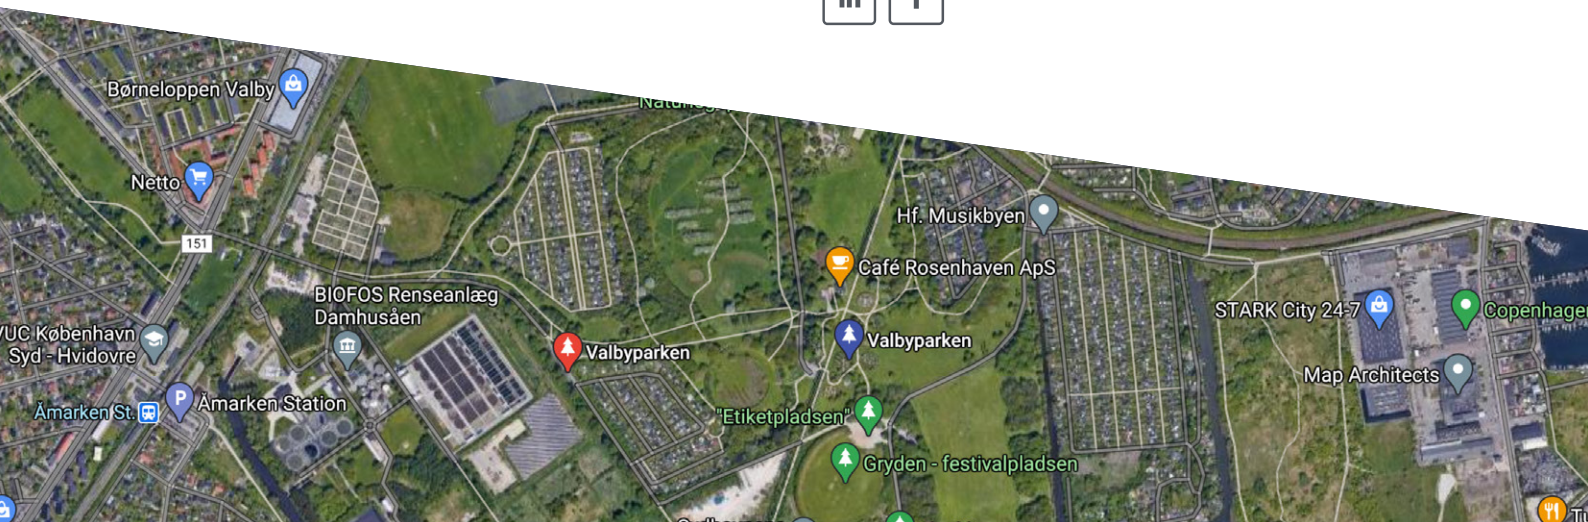 Børneloppen Valby
Netto
151
Hf. Musikbyen
Café Rosenhaven ApS
BIOFOS Renseanlæg
Damhusåen
STARK City 24-7
VUC København
Syd - Hvidovre
Valbyparken
Valbyparken
Map Architects
Åmarken St.
P
Åmarken Station
"Etiketpladsen"
Gryden - festivalpladsen